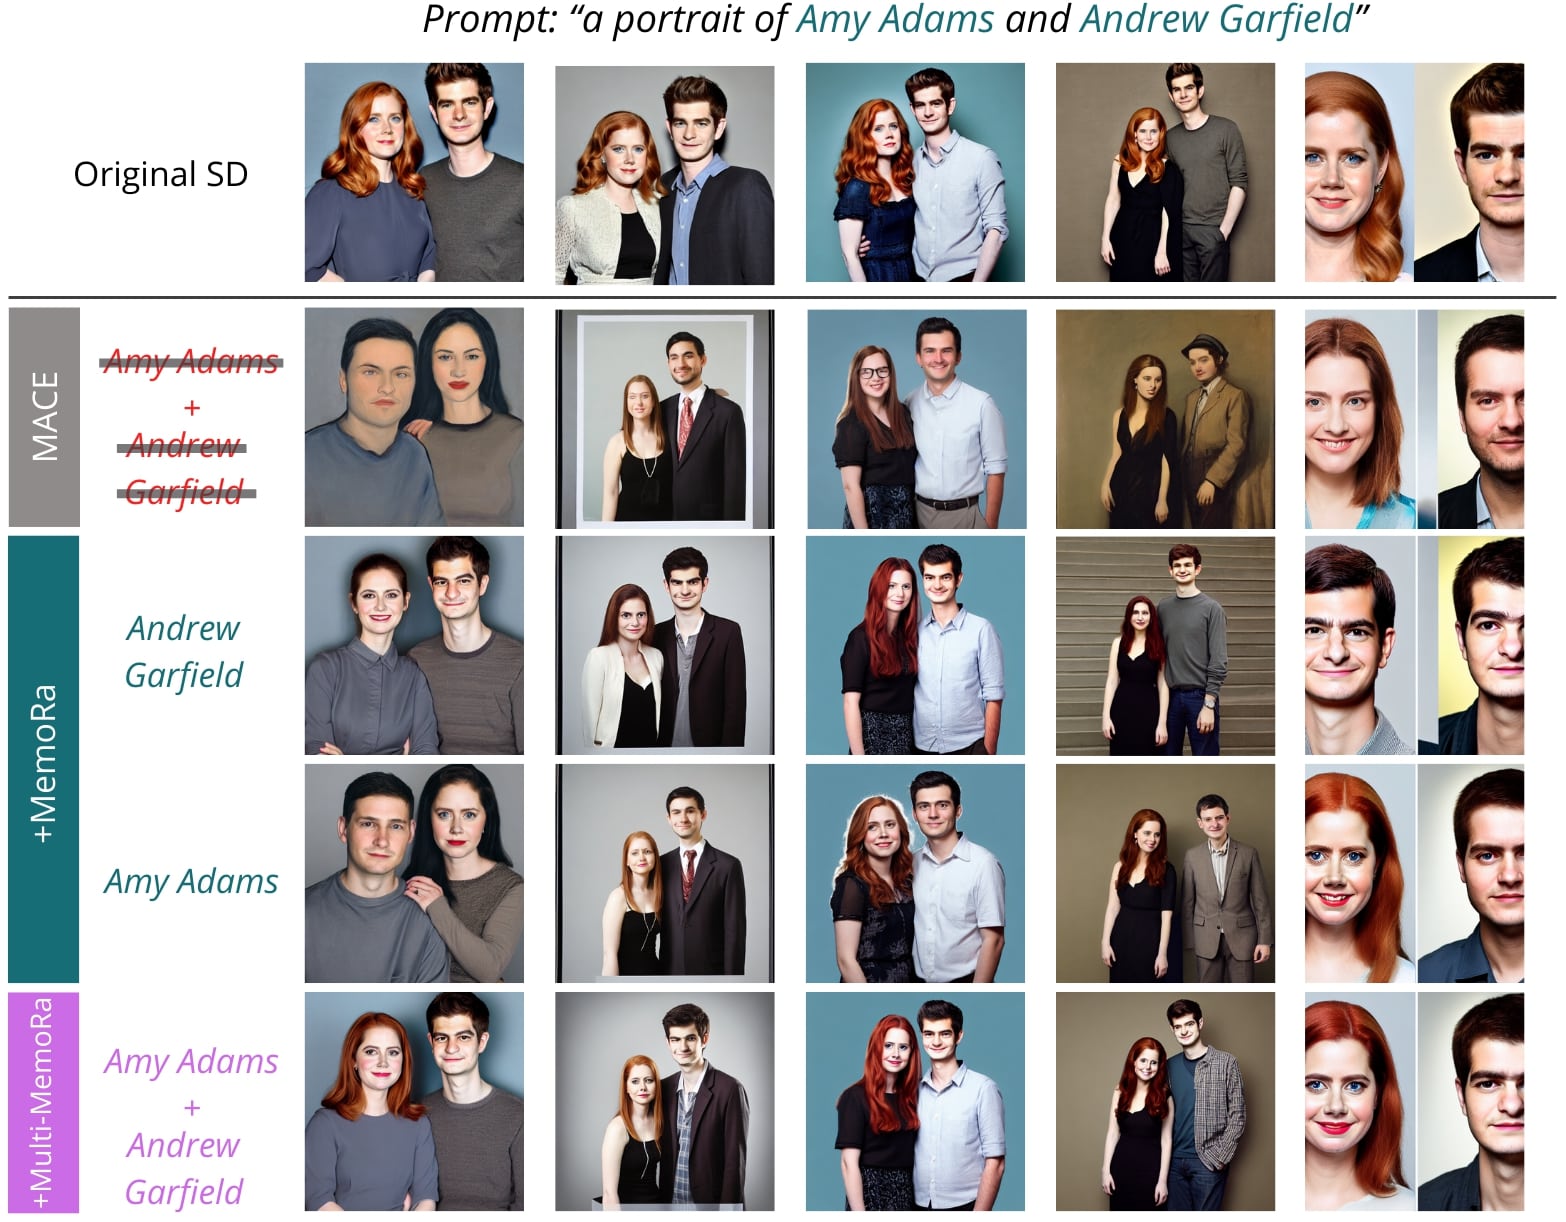 Prompt: “a portrait of Amy Adams and Andrew Garfield”
Original SD
MACE
Amy Adams
+
Andrew
Garfield
+MemoRa
Andrew
Garfield
Amy Adams
+Multi-MemoRa
Amy Adams
+
Andrew
Garfield